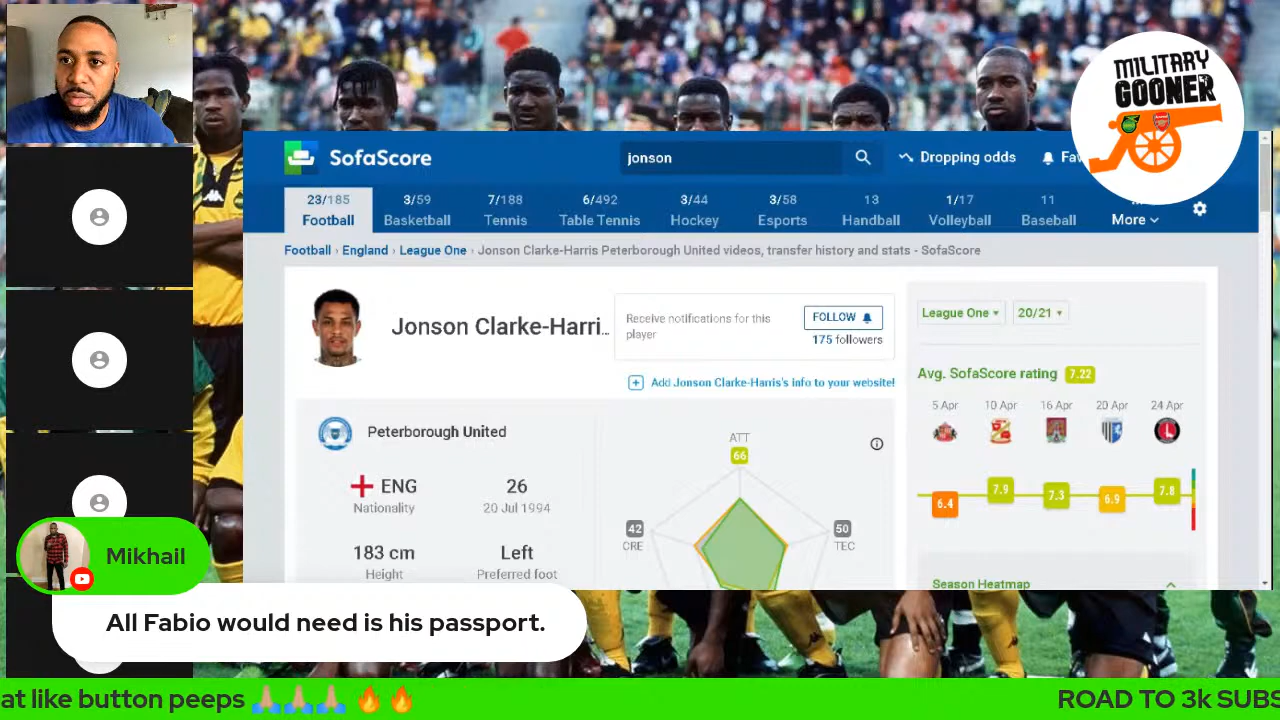 MILITARY
GOONER
SofaScore
jonson
Dropping odds
Fav
23/185
Football
3/59
Basketball
7/188
Tennis
6/492
Table Tennis
3/44
Hockey
3/58
Esports
13
Handball
1/17
Volleyball
11
Baseball
More
Football › England › League One › Jonson Clarke-Harris Peterborough United videos, transfer history and stats - SofaScore
Jonson Clarke-Harri...
Receive notifications for this
player
FOLLOW
175 followers
Add Jonson Clarke-Harris's info to your website!
League One
20/21
Avg. SofaScore rating 7.22
5 Apr 10 Apr 16 Apr 20 Apr 24 Apr
6.4 7.9 7.3 6.9 7.8
Season Heatmap
Peterborough United
ENG
Nationality
26
20 Jul 1994
183 cm
Height
Left
Preferred foot
ATT
66
42
CRE
50
TEC
Mikhail
All Fabio would need is his passport.
at like button peeps 🙏🏽🙏🏽🙏🏽 🔥🔥
ROAD TO 3k SUBS